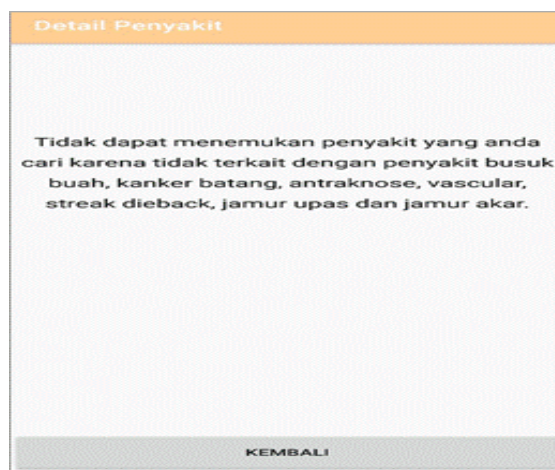 Detail Penyakit
Tidak dapat menemukan penyakit yang anda
cari karena tidak terkait dengan penyakit busuk
buah, kanker batang, antraknose, vascular,
streak dieback, jamur upas dan jamur akar.
KEMBALI